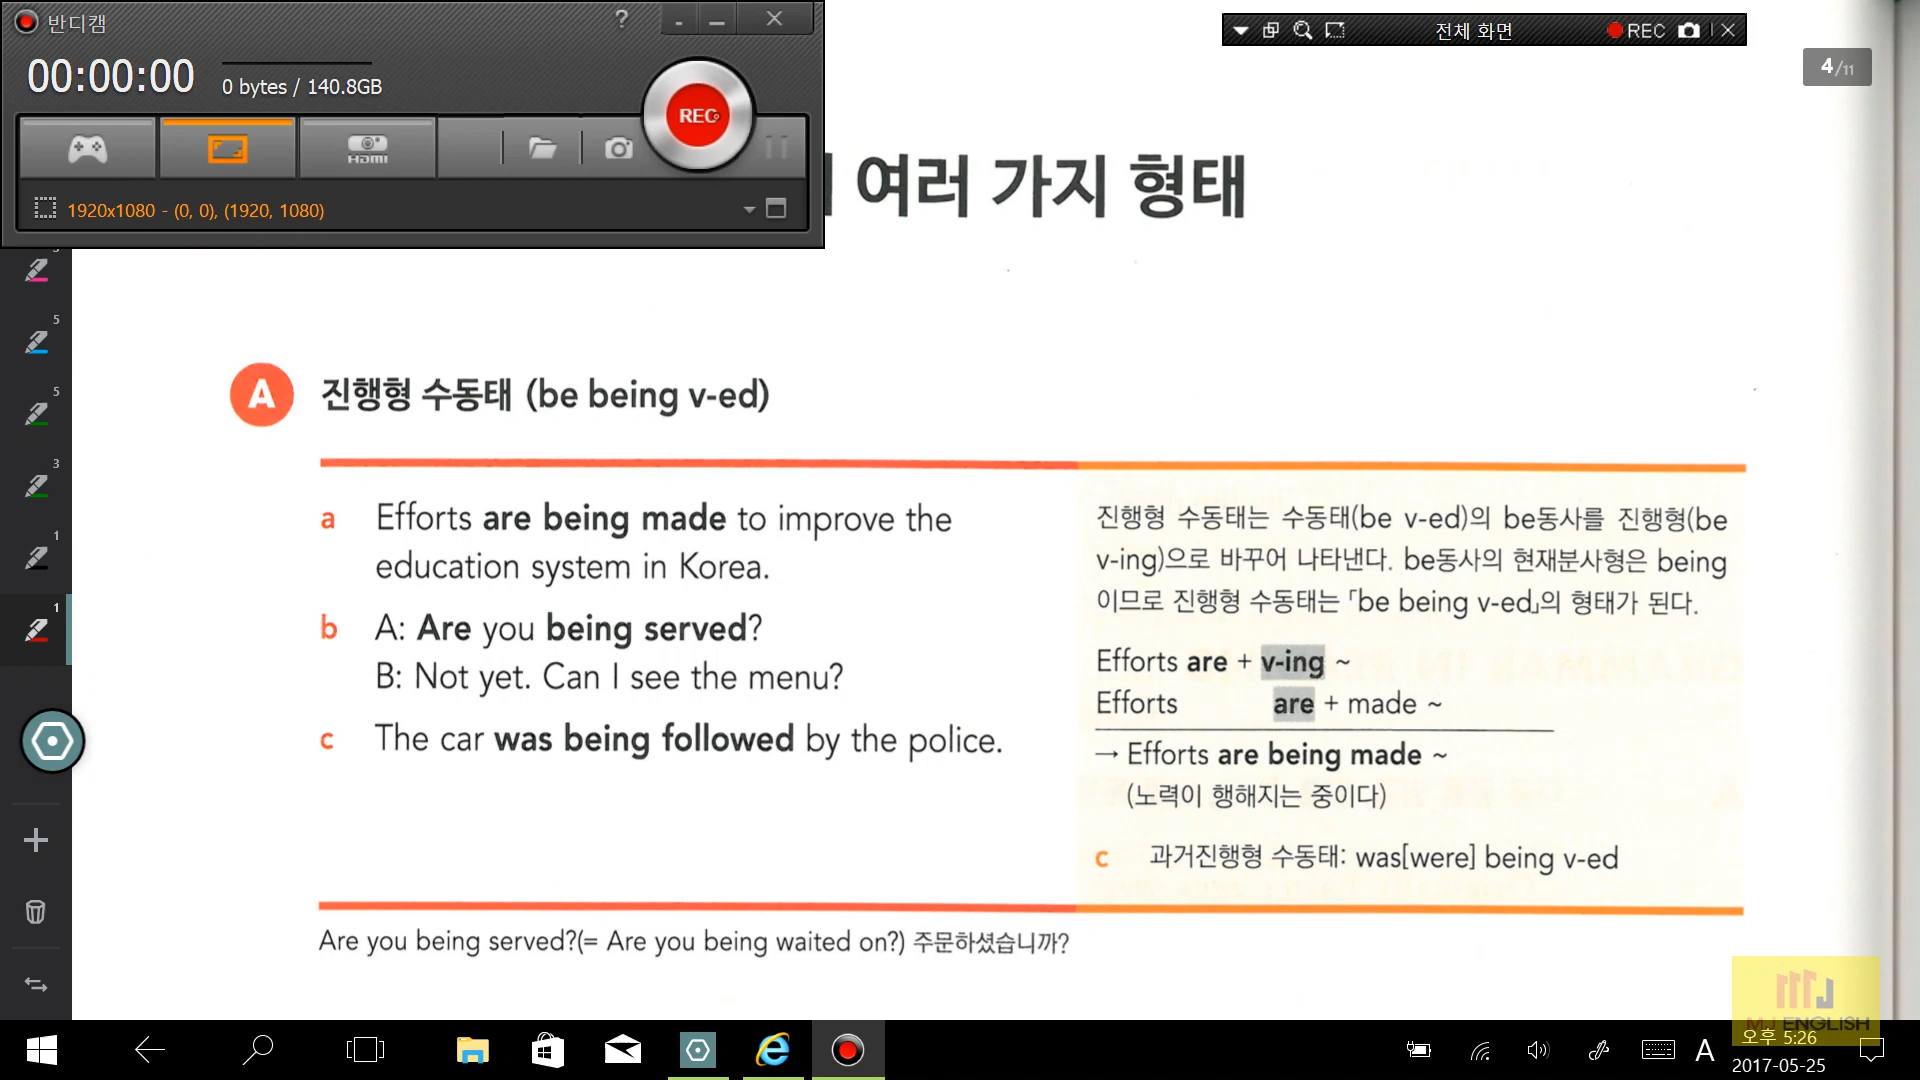 반디캠
?
00:00:00
0 bytes / 140.8GB
REC
HDMI
1920x1080 - (0, 0), (1920, 1080)
전체 화면
REC
4/11
여러 가지 형태
5
5
3
1
1
A 진행형 수동태 (be being v-ed)
a Efforts are being made to improve the
education system in Korea.
b A: Are you being served?
B: Not yet. Can I see the menu?
c The car was being followed by the police.
진행형 수동태는 수동태(be v-ed)의 be동사를 진행형(be
v-ing)으로 바꾸어 나타낸다. be동사의 현재분사형은 being
이므로 진행형 수동태는 「be being v-ed」의 형태가 된다.
Efforts are + v-ing ~
Efforts are + made ~
→ Efforts are being made ~
(노력이 행해지는 중이다)
c 과거진행형 수동태: was[were] being v-ed
Are you being served?(= Are you being waited on?) 주문하셨습니까?
MJ ENGLISH
A
오후 5:26
2017-05-25